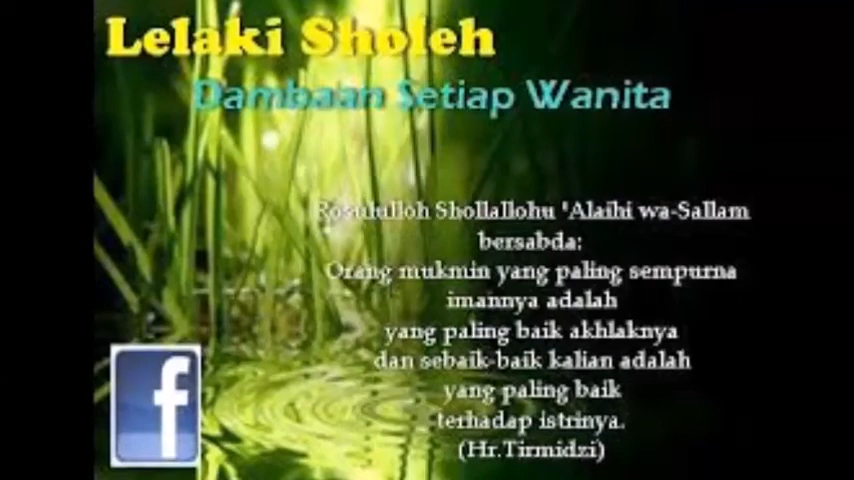 Lelaki Sholeh
Dambaan Setiap Wanita
Rosululloh Shollallohu 'Alaihi wa-Sallam
bersabda:
Orang mukmin yang paling sempurna
imannya adalah
yang paling baik akhlaknya
dan sebaik-baik kalian adalah
yang paling baik
terhadap istrinya.
(Hr.Tirmidzi)
f